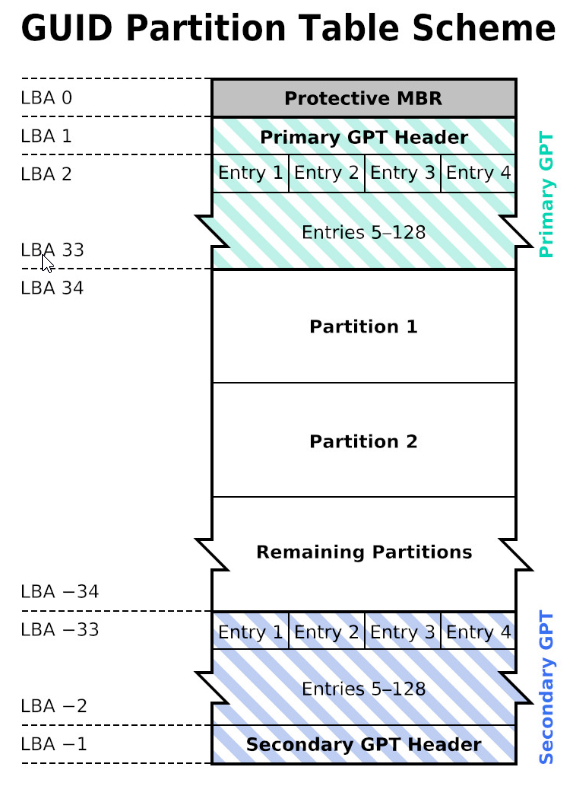 GUID Partition Table Scheme
LBA 0
Protective MBR
LBA 1
Primary GPT Header
LBA 2
Entry 1
Entry 2
Entry 3
Entry 4
Entries 5–128
LBA 33
Primary GPT
LBA 34
Partition 1
Partition 2
Remaining Partitions
LBA −34
LBA −33
Entry 1
Entry 2
Entry 3
Entry 4
Entries 5–128
LBA −2
LBA −1
Secondary GPT Header
Secondary GPT